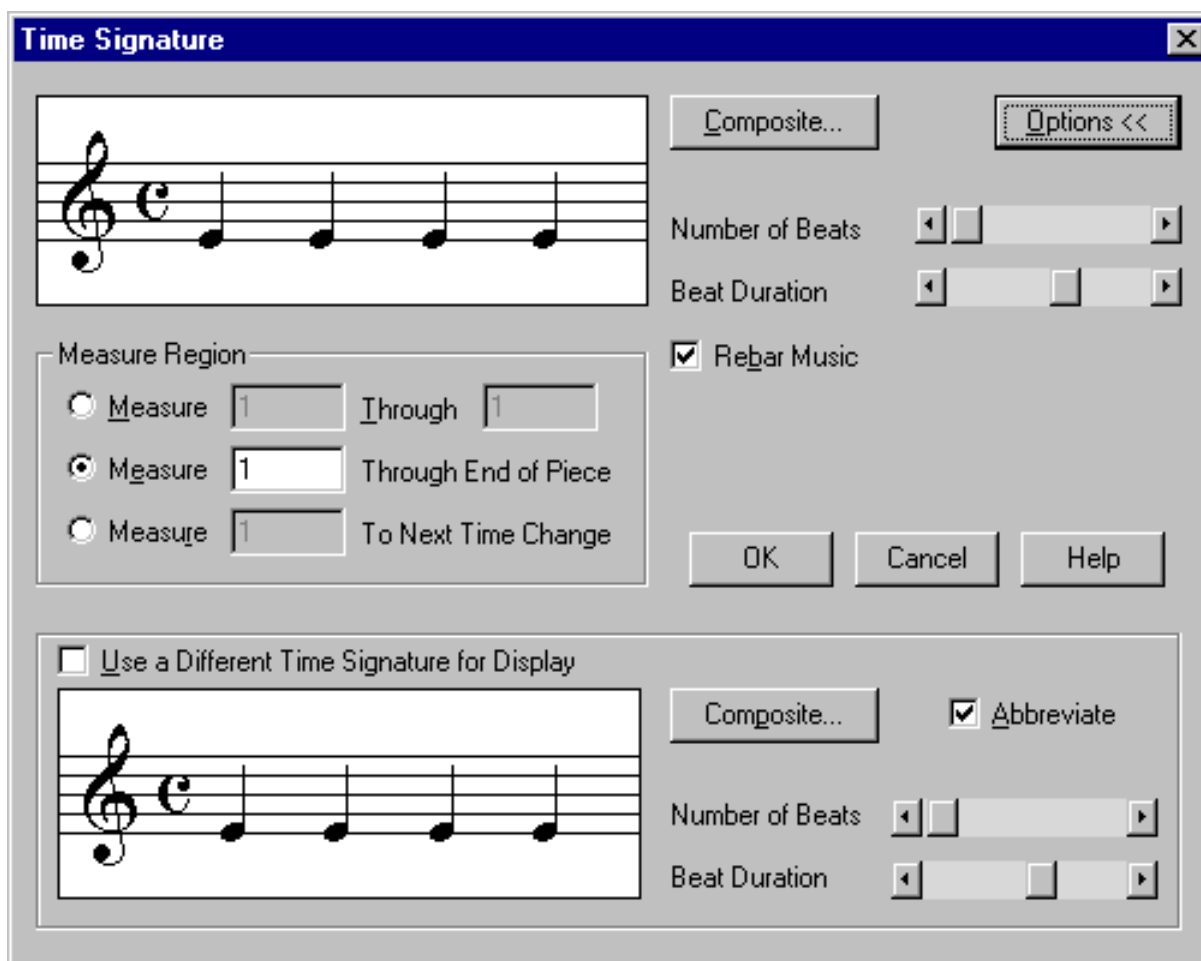 Time Signature
Composite...
Options <<
Number of Beats
Beat Duration
Measure Region
Rebar Music
Measure 1 Through 1
Measure 1 Through End of Piece
Measure 1 To Next Time Change
OK Cancel Help
Use a Different Time Signature for Display
Composite...
Abbreviate
Number of Beats
Beat Duration